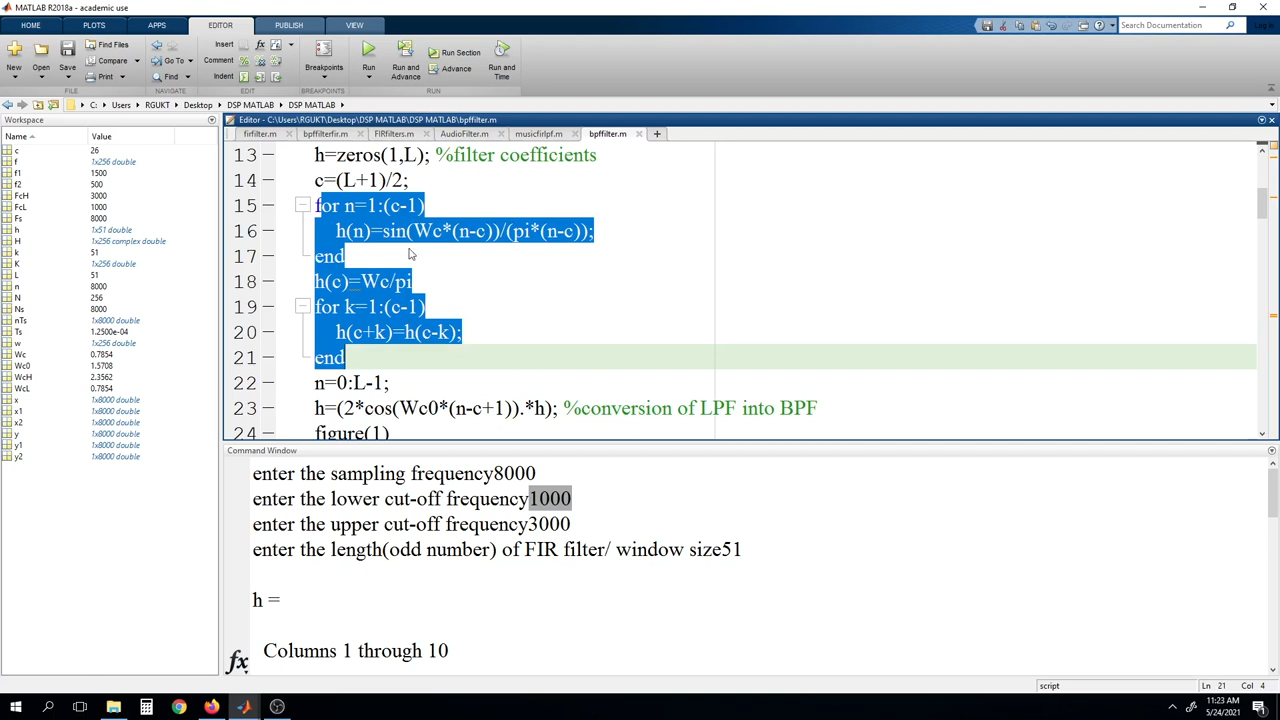 MATLAB R2018a - academic use
HOME PLOTS APPS EDITOR PUBLISH VIEW
Search Documentation
New Open Save Find Files Compare Print
Go To Find
Insert fx
Comment %
Indent
Breakpoints
Run Run and Advance Run Section Advance Run and Time
FILE NAVIGATE EDIT BREAKPOINTS RUN
C: Users RGUKT Desktop DSP MATLAB DSP MATLAB
Workspace
Name Value
c 26
f 1x256 double
f1 1500
f2 500
FcH 3000
FcL 1000
Fs 8000
h 1x51 double
H 1x256 complex double
k 51
K 1x256 double
L 51
n 8000
N 256
Ns 8000
nTs 1x8000 double
Ts 1.2500e-04
w 1x256 double
Wc 0.7854
Wc0 1.5708
WcH 2.3562
WcL 0.7854
x 1x8000 double
x1 1x8000 double
x2 1x8000 double
y 1x8000 double
y1 1x8000 double
y2 1x8000 double
Editor - C:\Users\RGUKT\Desktop\DSP MATLAB\DSP MATLAB\bpffilter.m
firfilter.m bpffilterfir.m FIRfilters.m AudioFilter.m musicfirlpf.m bpffilter.m
13 h=zeros(1,L); %filter coefficients
14 c=(L+1)/2;
15 for n=1:(c-1)
16 h(n)=sin(Wc*(n-c))/(pi*(n-c));
17 end
18 h(c)=Wc/pi
19 for k=1:(c-1)
20 h(c+k)=h(c-k);
21 end
22 n=0:L-1;
23 h=(2*cos(Wc0*(n-c+1)).*h); %conversion of LPF into BPF
24 figure(1)
Command Window
enter the sampling frequency8000
enter the lower cut-off frequency1000
enter the upper cut-off frequency3000
enter the length(odd number) of FIR filter/ window size51
h =
Columns 1 through 10
fx
script Ln 21 Col 4
11:23 AM
5/24/2021